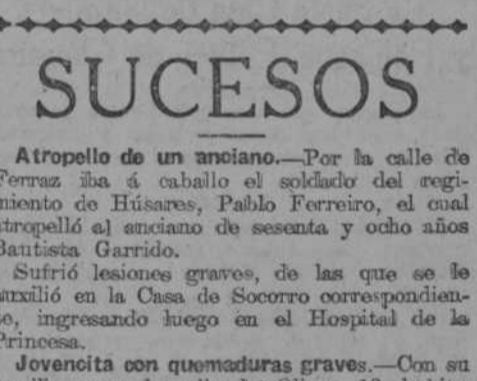 SUCESOS
Atropello de un anciano.—Por la calle de
Ferraz iba á caballo el soldado del regi-
miento de Húsares, Pablo Ferreiro, el cual
atropelló al anciano de sesenta y ocho años
Bautista Garrido.
Sufrió lesiones graves, de las que se le
auxilió en la Casa de Socorro correspondien-
te, ingresando luego en el Hospital de la
Princesa.
Jovencita con quemaduras graves.—Con su